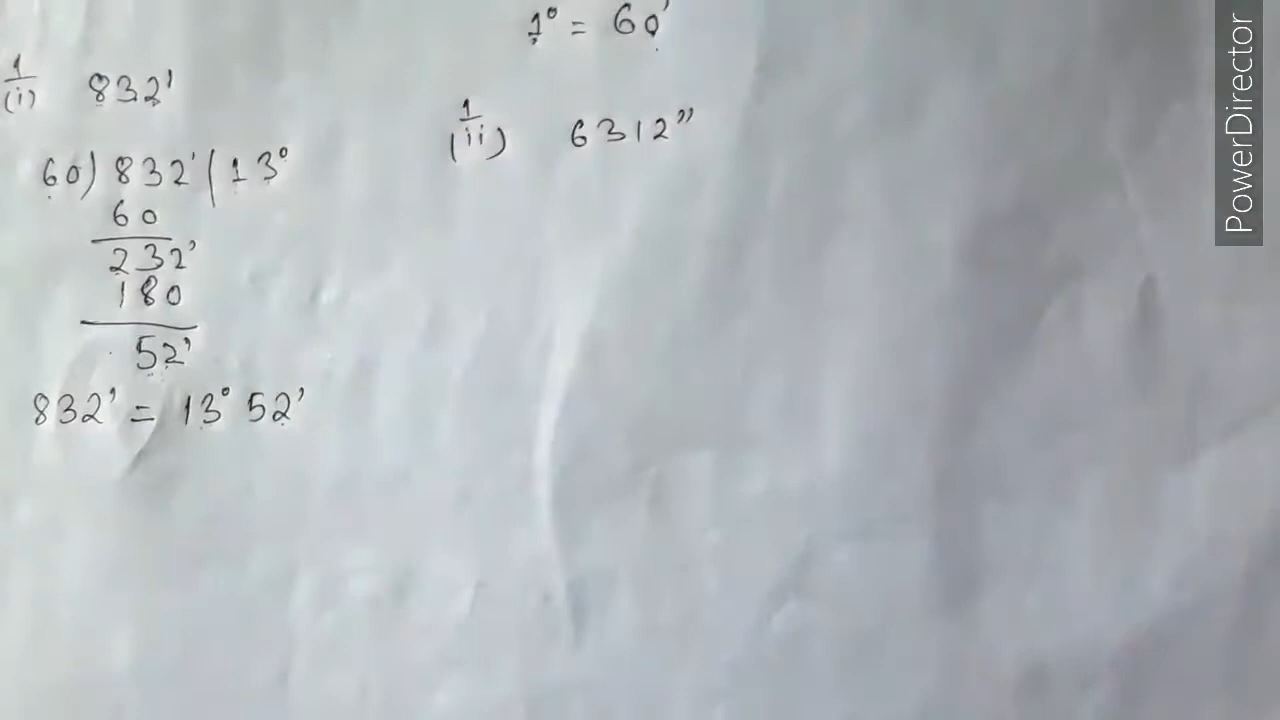 1° = 60'
1
(i) 832'
60) 832' ( 13°
60
232'
180
52'
832' = 13° 52'
1
(ii) 6312"
PowerDirector